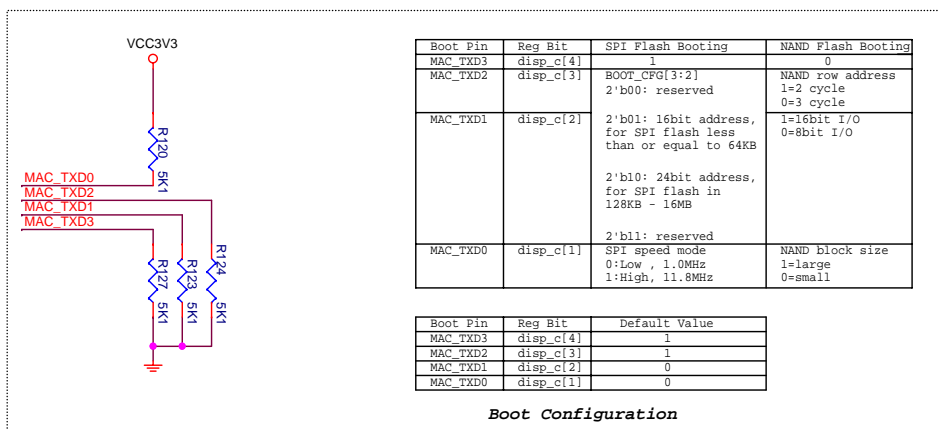 VCC3V3
R120
5K1
MAC_TXD0
MAC_TXD2
MAC_TXD1
MAC_TXD3
R127
5K1
R123
5K1
R124
5K1
Boot Pin Reg Bit SPI Flash Booting NAND Flash Booting
MAC_TXD3 disp_c[4] 1 0
MAC_TXD2 disp_c[3] BOOT_CFG[3:2] NAND row address
2'b00: reserved 1=2 cycle
0=3 cycle
MAC_TXD1 disp_c[2] 2'b01: 16bit address, 1=16bit I/O
for SPI flash less 0=8bit I/O
than or equal to 64KB
2'b10: 24bit address,
for SPI flash in
128KB - 16MB
2'b11: reserved
MAC_TXD0 disp_c[1] SPI speed mode NAND block size
0:Low , 1.0MHz 1=large
1:High, 11.8MHz 0=small
Boot Pin Reg Bit Default Value
MAC_TXD3 disp_c[4] 1
MAC_TXD2 disp_c[3] 1
MAC_TXD1 disp_c[2] 0
MAC_TXD0 disp_c[1] 0
Boot Configuration